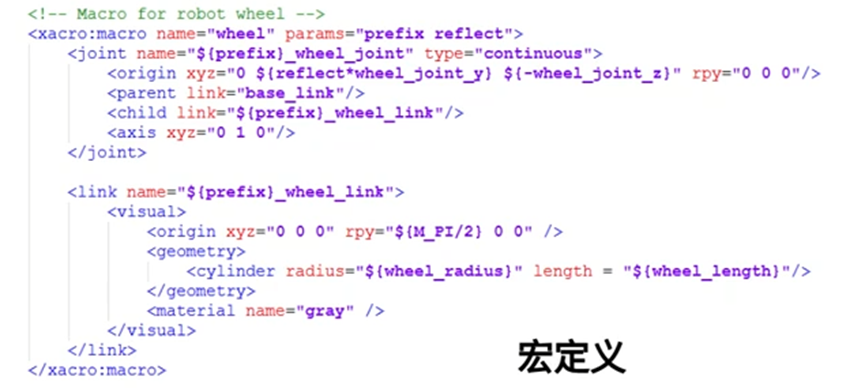 <!-- Macro for robot wheel -->
<xacro:macro name="wheel" params="prefix reflect">
    <joint name="${prefix}_wheel_joint" type="continuous">
        <origin xyz="0 ${reflect*wheel_joint_y} ${-wheel_joint_z}" rpy="0 0 0"/>
        <parent link="base_link"/>
        <child link="${prefix}_wheel_link"/>
        <axis xyz="0 1 0"/>
    </joint>
    <link name="${prefix}_wheel_link">
        <visual>
            <origin xyz="0 0 0" rpy="${M_PI/2} 0 0" />
            <geometry>
                <cylinder radius="${wheel_radius}" length = "${wheel_length}"/>
            </geometry>
            <material name="gray" />
        </visual>
    </link>
</xacro:macro>
宏定义